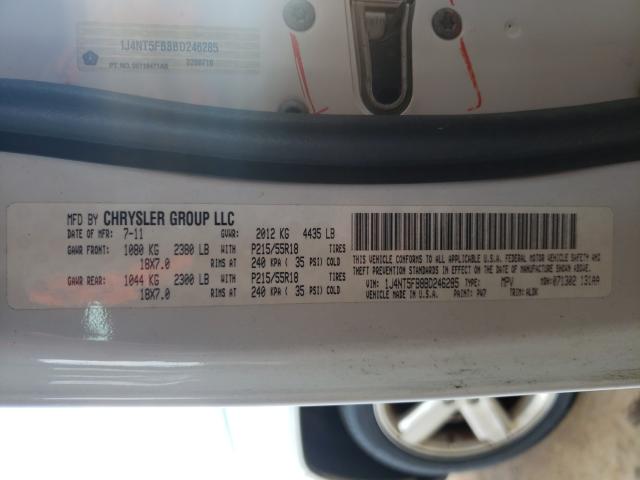 1J4NT5FB8BD246285
MFD BY CHRYSLER GROUP LLC
DATE OF MFR 7-11 GVWR: 2012 KG 4435 LB
GAWR FRONT: 1080 KG 2380 LB WITH P215/55R18 TIRES
18X7.0 RIMS AT 240 KPA ( 35 PSI) COLD
GAWR REAR: 1044 KG 2300 LB WITH P215/55R18 TIRES
18X7.0 RIMS AT 240 KPA ( 35 PSI) COLD
THIS VEHICLE CONFORMS TO ALL APPLICABLE U.S.A. FEDERAL MOTOR VEHICLE SAFETY AND
THEFT PREVENTION STANDARDS IN EFFECT ON THE DATE OF MANUFACTURE SHOWN ABOVE.
VIN: 1J4NT5FB8BD246285 TYPE: MPV MDH: 071302 131AA
VEHICLE MADE IN U.S.A. PAINT: PW7 TRIM: ALDK